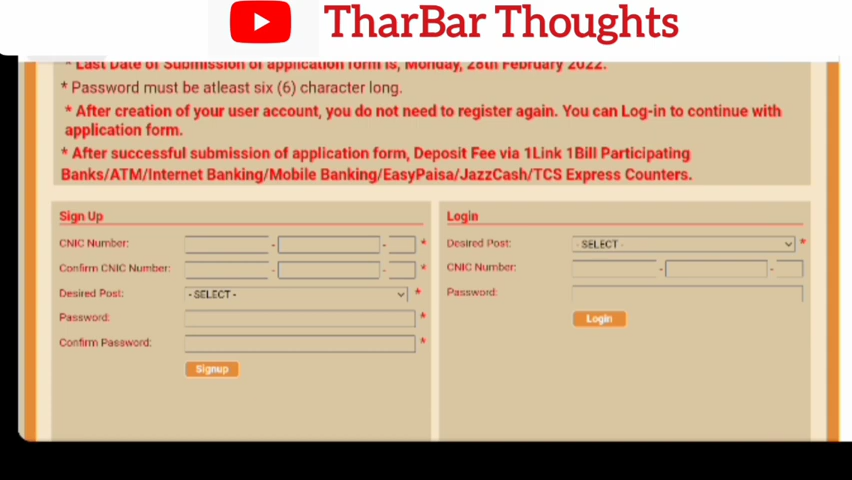 TharBar Thoughts
* Last Date of Submission of application form is, Monday, 28th February 2022.
* Password must be atleast six (6) character long.
* After creation of your user account, you do not need to register again. You can Log-in to continue with
application form.
* After successful submission of application form, Deposit Fee via 1Link 1Bill Participating
Banks/ATM/Internet Banking/Mobile Banking/EasyPaisa/JazzCash/TCS Express Counters.
Sign Up
CNIC Number: - - *
Confirm CNIC Number: - - *
Desired Post: - SELECT - *
Password: *
Confirm Password: *
Signup
Login
Desired Post: - SELECT - *
CNIC Number: - -
Password:
Login